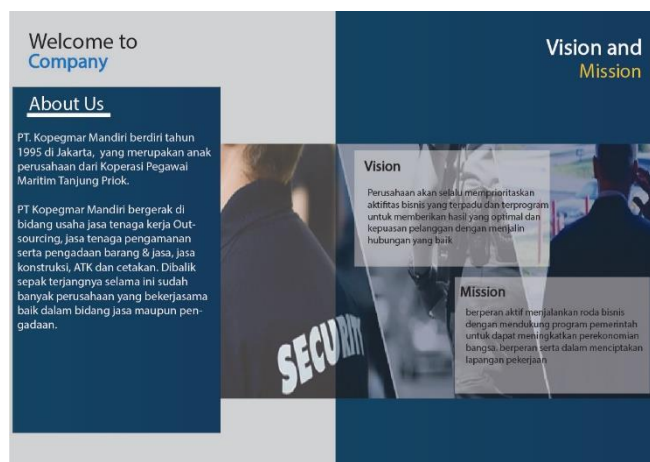 Welcome to
Company
About Us
PT. Kopegmar Mandiri berdiri tahun
1995 di Jakarta, yang merupakan anak
perusahaan dari Koperasi Pegawai
Maritim Tanjung Priok.
PT Kopegmar Mandiri bergerak di
bidang usaha jasa tenaga kerja Out-
sourcing, jasa tenaga pengamanan
serta pengadaan barang & jasa, jasa
konstruksi, ATK dan cetakan. Dibalik
sepak terjangnya selama ini sudah
banyak perusahaan yang bekerjasama
baik dalam bidang jasa maupun pen-
gadaan.
SECURITY
Vision and
Mission
Vision
Perusahaan akan selalu memprioritaskan
aktifitas bisnis yang terpadu dan terprogram
untuk memberikan hasil yang optimal dan
kepuasan pelanggan dengan menjalin
hubungan yang baik
Mission
berperan aktif menjalankan roda bisnis
dengan mendukung program pemerintah
untuk dapat meningkatkan perekonomian
bangsa, berperan serta dalam menciptakan
lapangan pekerjaan